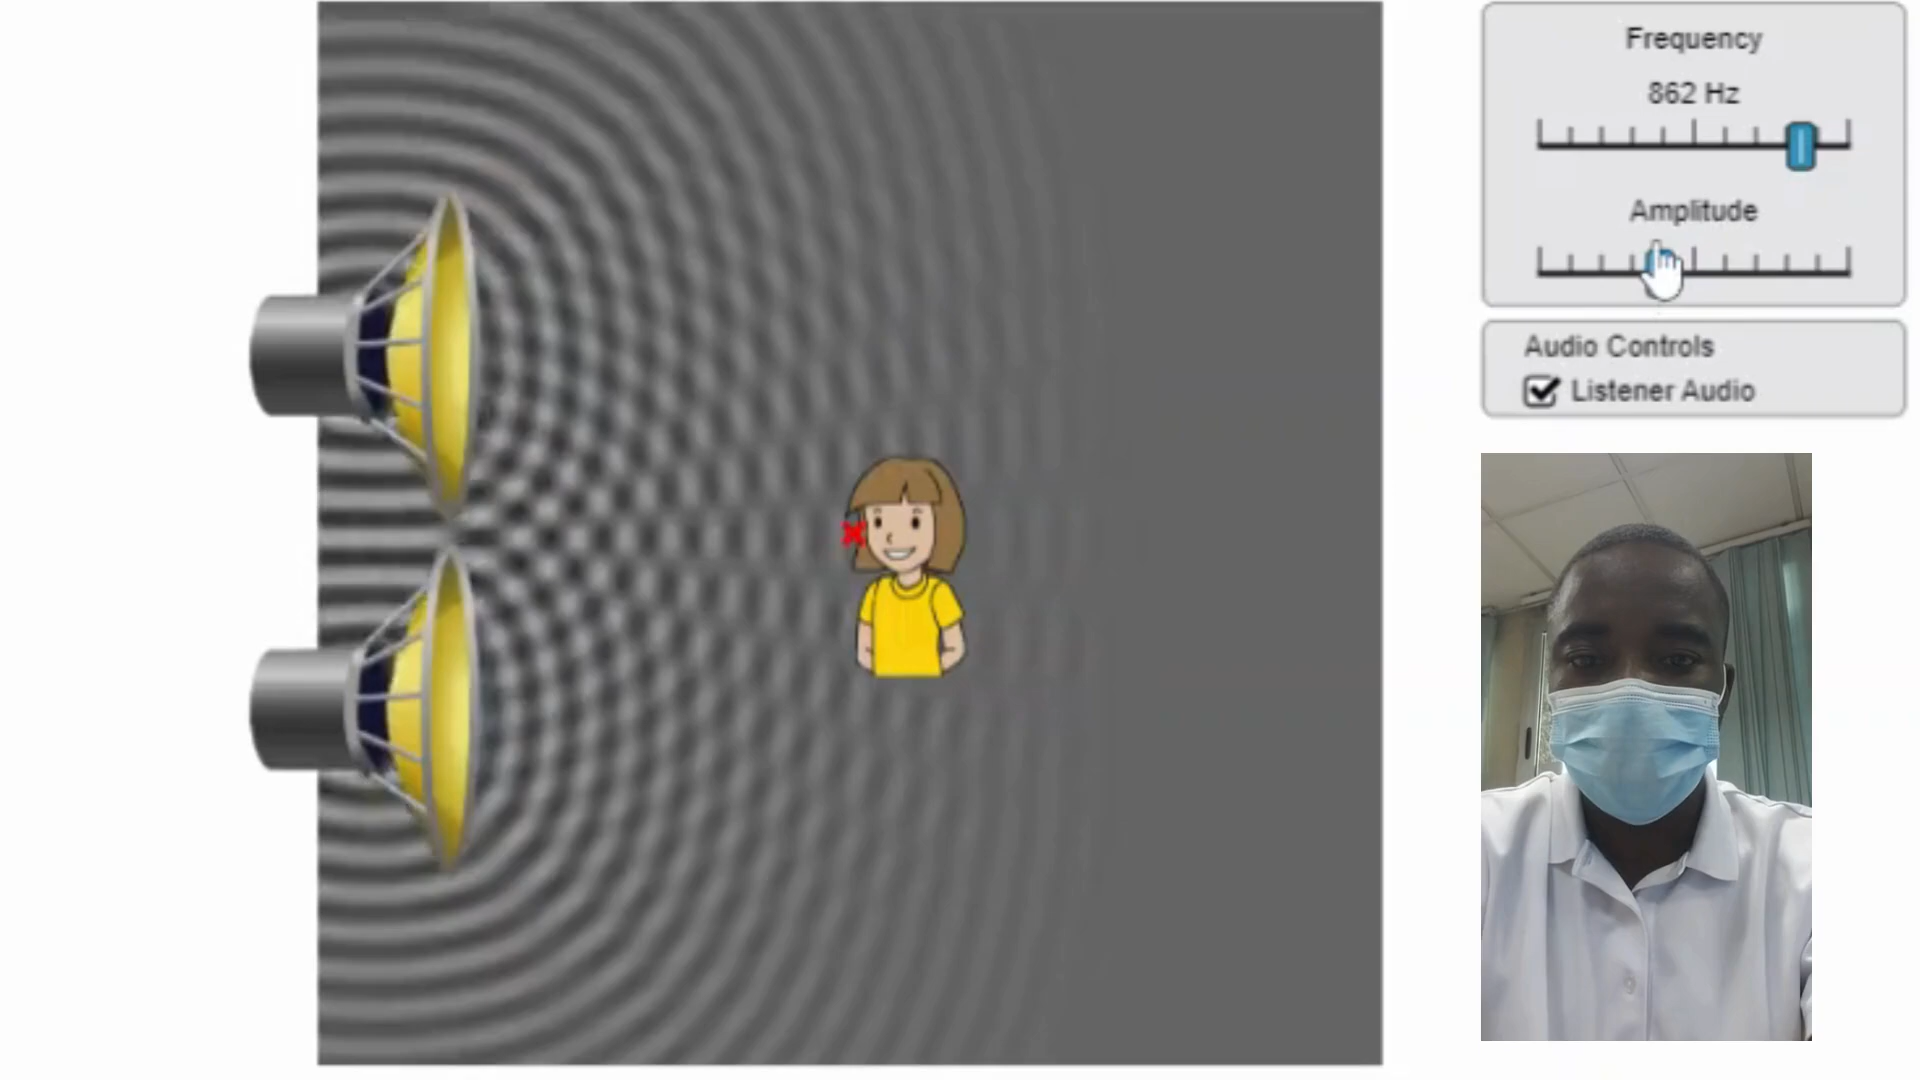 Frequency
862 Hz
Amplitude
Audio Controls
Listener Audio